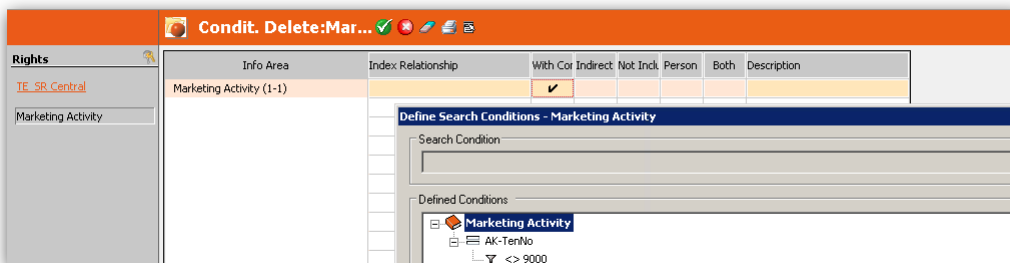 Condit. Delete:Mar...
Rights
TE_SR Central
Marketing Activity
Info Area Index Relationship With Cor Indirect Not Inclu Person Both Description
Marketing Activity (1-1)
Define Search Conditions - Marketing Activity
Search Condition
Defined Conditions
Marketing Activity
AK-TenNo
<> 9000